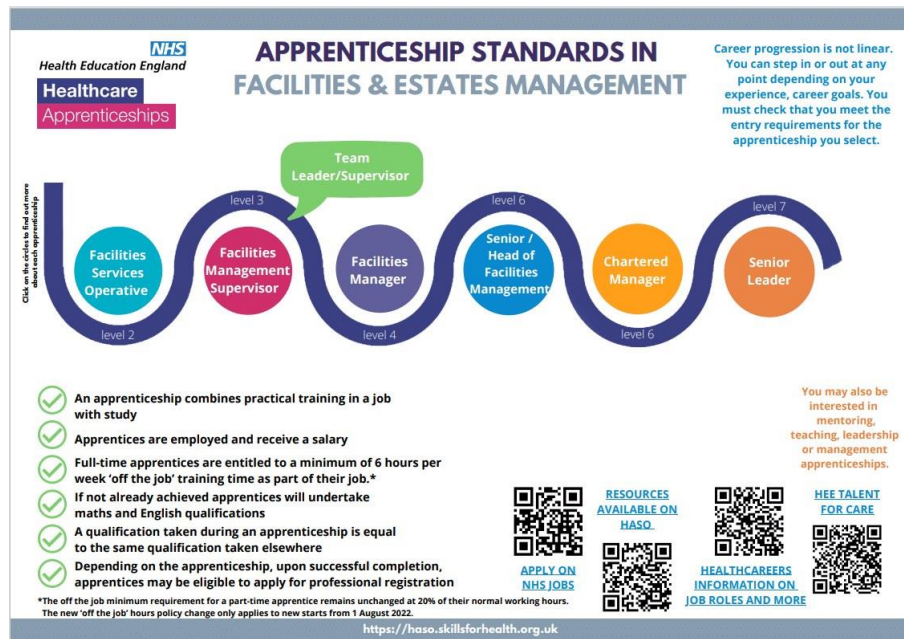 NHS
Health Education England
Healthcare
Apprenticeships
APPRENTICESHIP STANDARDS IN
FACILITIES & ESTATES MANAGEMENT
Career progression is not linear.
You can step in or out at any
point depending on your
experience, career goals. You
must check that you meet the
entry requirements for the
apprenticeship you select.
Click on the circles to find out more
about each apprenticeship
Facilities
Services
Operative
level 2
level 3
Facilities
Management
Supervisor
Team
Leader/Supervisor
Facilities
Manager
level 4
level 6
Senior /
Head of
Facilities
Management
Chartered
Manager
level 6
level 7
Senior
Leader
An apprenticeship combines practical training in a job
with study
Apprentices are employed and receive a salary
Full-time apprentices are entitled to a minimum of 6 hours per
week ‘off the job’ training time as part of their job.*
If not already achieved apprentices will undertake
maths and English qualifications
A qualification taken during an apprenticeship is equal
to the same qualification taken elsewhere
Depending on the apprenticeship, upon successful completion,
apprentices may be eligible to apply for professional registration
*The off the job minimum requirement for a part-time apprentice remains unchanged at 20% of their normal working hours.
The new ‘off the job’ hours policy change only applies to new starts from 1 August 2022.
You may also be
interested in
mentoring,
teaching, leadership
or management
apprenticeships.
APPLY ON
NHS JOBS
RESOURCES
AVAILABLE ON
HASO
HEALTHCAREERS
INFORMATION ON
JOB ROLES AND MORE
HEE TALENT
FOR CARE
https://haso.skillsforhealth.org.uk